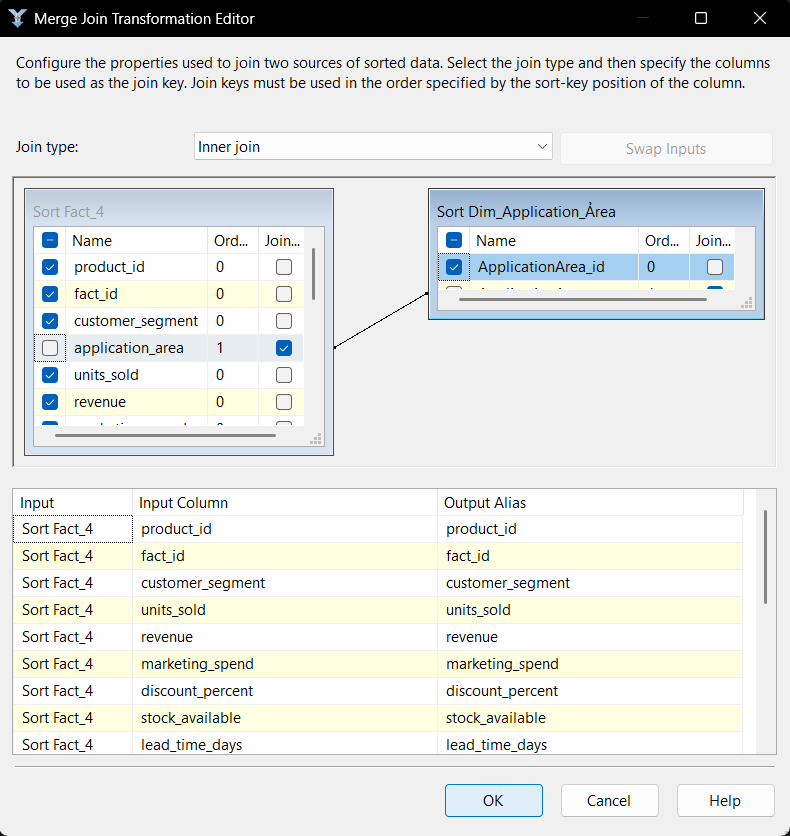 Merge Join Transformation Editor
Configure the properties used to join two sources of sorted data. Select the join type and then specify the columns
to be used as the join key. Join keys must be used in the order specified by the sort-key position of the column.
Join type: Inner join Swap Inputs
Sort Fact_4
Name Ord... Join...
product_id 0
fact_id 0
customer_segment 0
application_area 1
units_sold 0
revenue 0
Sort Dim_Application_Area
Name Ord... Join...
ApplicationArea_id 0
Input Input Column Output Alias
Sort Fact_4 product_id product_id
Sort Fact_4 fact_id fact_id
Sort Fact_4 customer_segment customer_segment
Sort Fact_4 units_sold units_sold
Sort Fact_4 revenue revenue
Sort Fact_4 marketing_spend marketing_spend
Sort Fact_4 discount_percent discount_percent
Sort Fact_4 stock_available stock_available
Sort Fact_4 lead_time_days lead_time_days
OK Cancel Help